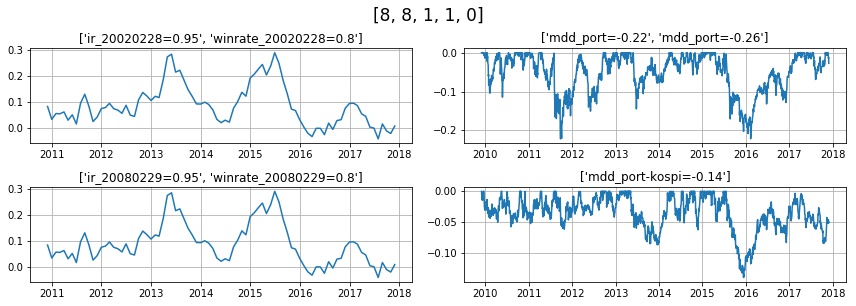 [8, 8, 1, 1, 0]
['ir_20020228=0.95', 'winrate_20020228=0.8']
0.3
0.2
0.1
0.0
2011 2012 2013 2014 2015 2016 2017 2018
['mdd_port=-0.22', 'mdd_port=-0.26']
0.0
−0.1
−0.2
2010 2011 2012 2013 2014 2015 2016 2017 2018
['ir_20080229=0.95', 'winrate_20080229=0.8']
0.3
0.2
0.1
0.0
2011 2012 2013 2014 2015 2016 2017 2018
['mdd_port-kospi=-0.14']
0.00
−0.05
−0.10
2010 2011 2012 2013 2014 2015 2016 2017 2018